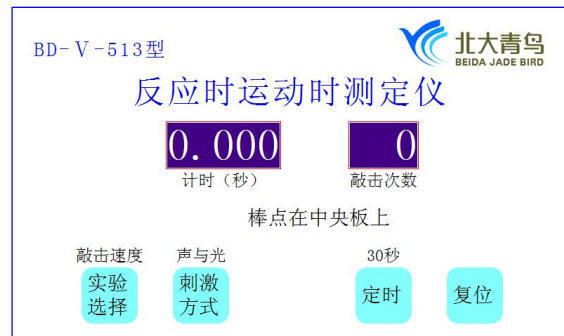 BD-Ⅴ-513型
北大青鸟
BEIDA JADE BIRD
反应时运动时测定仪
0.000
0
计时（秒）
敲击次数
棒点在中央板上
敲击速度
声与光
30秒
实验
选择
刺激
方式
定时
复位